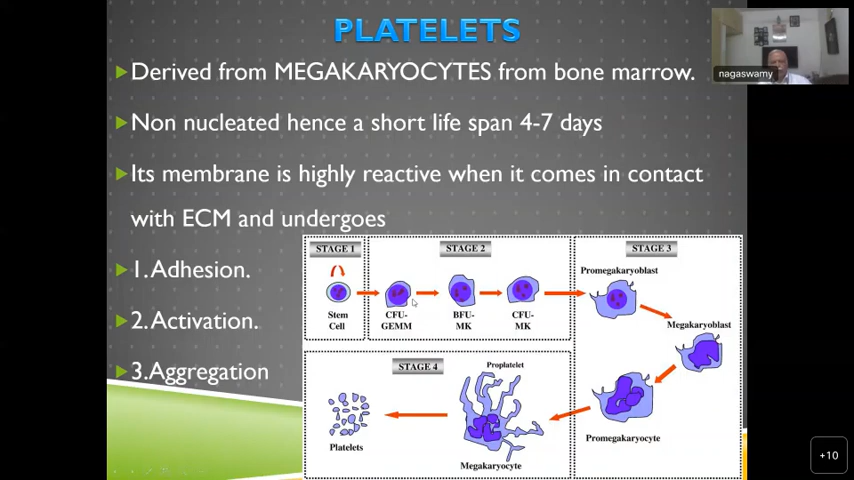 PLATELETS
nagaswamy
Derived from MEGAKARYOCYTES from bone marrow.
Non nucleated hence a short life span 4-7 days
Its membrane is highly reactive when it comes in contact
with ECM and undergoes
1. Adhesion.
2. Activation.
3.Aggregation
STAGE 1
STAGE 2
STAGE 3
Stem
Cell
CFU-
GEMM
BFU-
MK
CFU-
MK
Promegakaryoblast
Megakaryoblast
Promegakaryocyte
STAGE 4
Proplatelet
Megakaryocyte
Platelets
+10